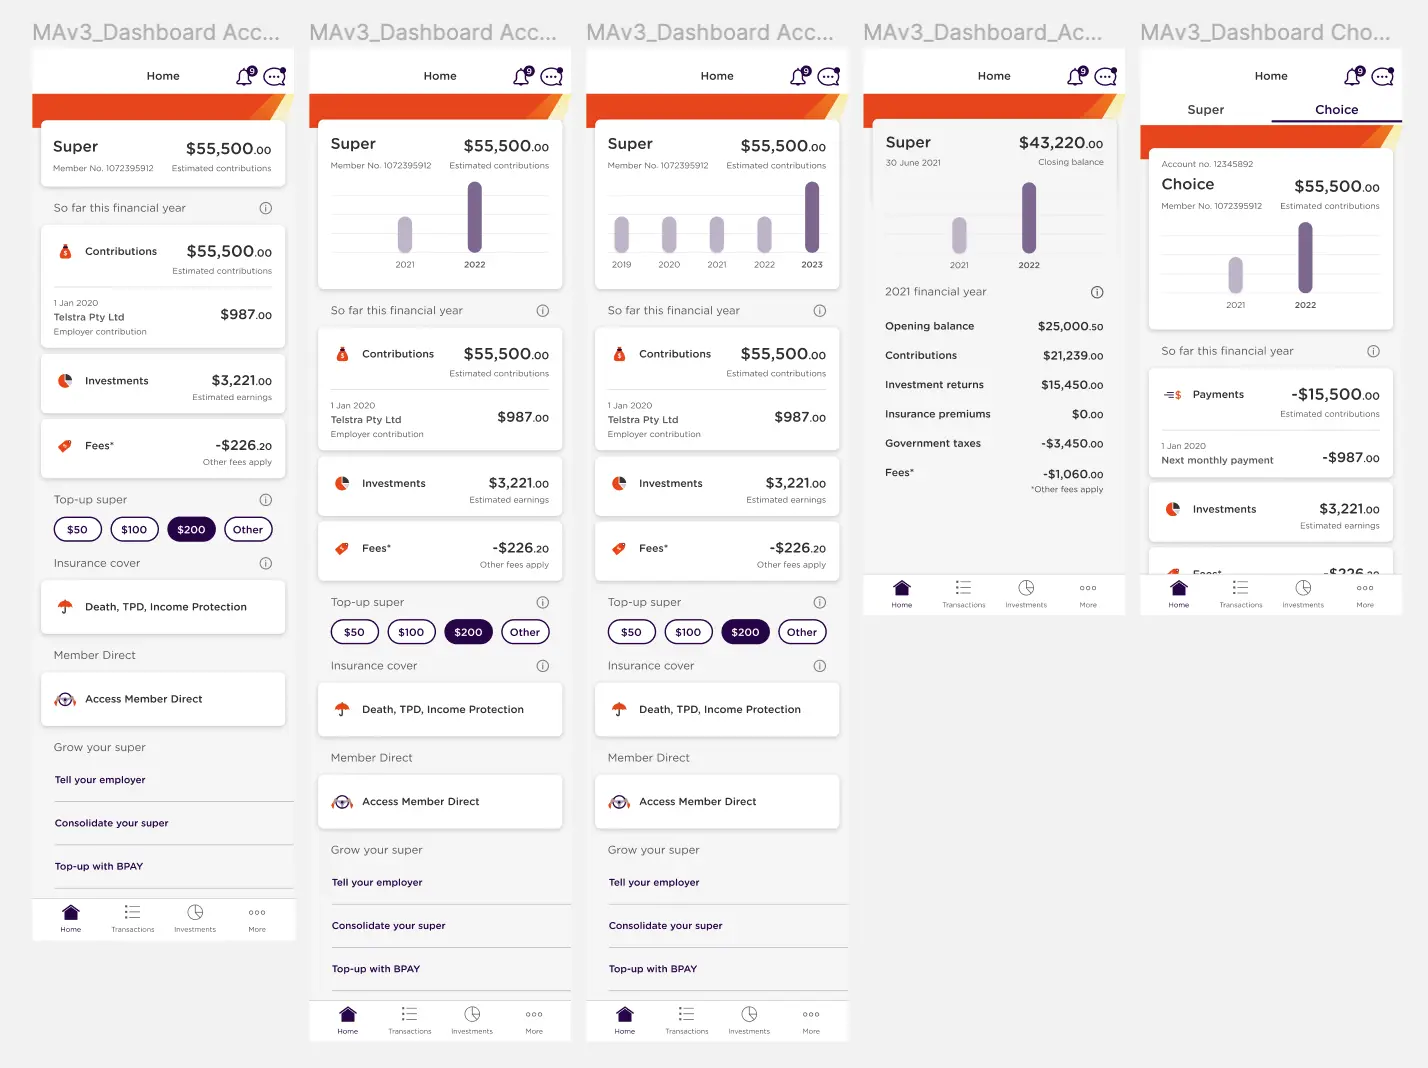 MAv3_Dashboard Acc...
Home
9
Super
$55,500.00
Member No. 1072395912
Estimated contributions
So far this financial year
Contributions
$55,500.00
Estimated contributions
1 Jan 2020
Telstra Pty Ltd
$987.00
Employer contribution
Investments
$3,221.00
Estimated earnings
Fees*
-$226.20
Other fees apply
Top-up super
$50
$100
$200
Other
Insurance cover
Death, TPD, Income Protection
Member Direct
Access Member Direct
Grow your super
Tell your employer
Consolidate your super
Top-up with BPAY
Home
Transactions
Investments
More
MAv3_Dashboard Acc...
Home
9
Super
$55,500.00
Member No. 1072395912
Estimated contributions
2021
2022
So far this financial year
Contributions
$55,500.00
Estimated contributions
1 Jan 2020
Telstra Pty Ltd
$987.00
Employer contribution
Investments
$3,221.00
Estimated earnings
Fees*
-$226.20
Other fees apply
Top-up super
$50
$100
$200
Other
Insurance cover
Death, TPD, Income Protection
Member Direct
Access Member Direct
Grow your super
Tell your employer
Consolidate your super
Top-up with BPAY
Home
Transactions
Investments
More
MAv3_Dashboard Acc...
Home
9
Super
$55,500.00
Member No. 1072395912
Estimated contributions
2019
2020
2021
2022
2023
So far this financial year
Contributions
$55,500.00
Estimated contributions
1 Jan 2020
Telstra Pty Ltd
$987.00
Employer contribution
Investments
$3,221.00
Estimated earnings
Fees*
-$226.20
Other fees apply
Top-up super
$50
$100
$200
Other
Insurance cover
Death, TPD, Income Protection
Member Direct
Access Member Direct
Grow your super
Tell your employer
Consolidate your super
Top-up with BPAY
Home
Transactions
Investments
More
MAv3_Dashboard_Ac...
Home
9
Super
$43,220.00
30 June 2021
Closing balance
2021
2022
2021 financial year
Opening balance
$25,000.50
Contributions
$21,239.00
Investment returns
$15,450.00
Insurance premiums
$0.00
Government taxes
-$3,450.00
Fees*
-$1,060.00
*Other fees apply
Home
Transactions
Investments
More
MAv3_Dashboard Cho...
Home
9
Super
Choice
Account no. 12345892
Choice
$55,500.00
Member No. 1072395912
Estimated contributions
2021
2022
So far this financial year
Payments
-$15,500.00
Estimated contributions
1 Jan 2020
Next monthly payment
-$987.00
Investments
$3,221.00
Estimated earnings
Fees*
-$226.20
Home
Transactions
Investments
More